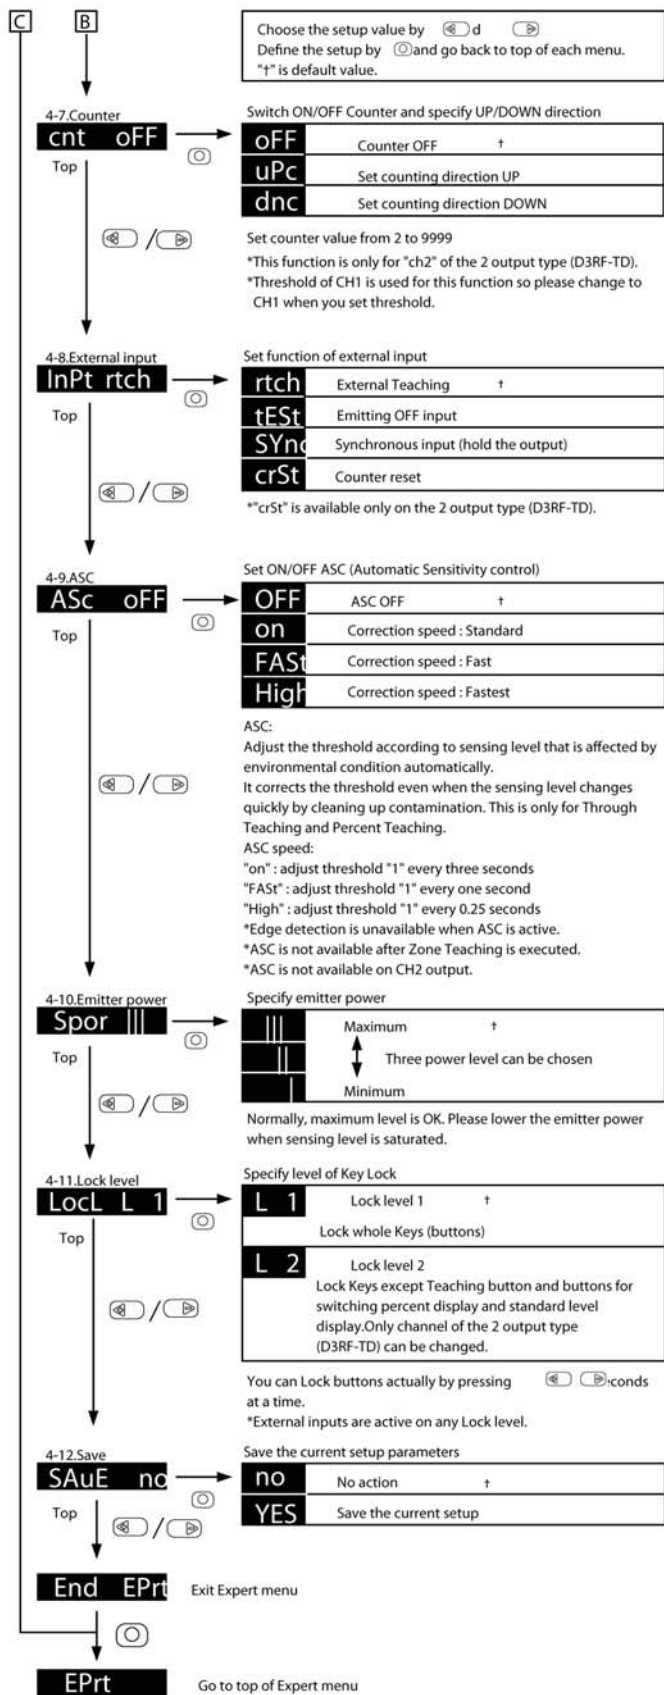 C
B
Choose the setup value by d
Define the setup by and go back to top of each menu.
"†" is default value.
4-7.Counter
cnt oFF
Top
Switch ON/OFF Counter and specify UP/DOWN direction
oFF Counter OFF †
uPc Set counting direction UP
dnc Set counting direction DOWN
/
Set counter value from 2 to 9999
*This function is only for "ch2" of the 2 output type (D3RF-TD).
*Threshold of CH1 is used for this function so please change to
CH1 when you set threshold.
4-8.External input
InPt rtch
Top
Set function of external input
rtch External Teaching †
tESt Emitting OFF input
SYnc Synchronous input (hold the output)
crSt Counter reset
/
*"crSt" is available only on the 2 output type (D3RF-TD).
4-9.ASC
ASc oFF
Top
Set ON/OFF ASC (Automatic Sensitivity control)
OFF ASC OFF †
on Correction speed : Standard
FASt Correction speed : Fast
High Correction speed : Fastest
/
ASC:
Adjust the threshold according to sensing level that is affected by
environmental condition automatically.
It corrects the threshold even when the sensing level changes
quickly by cleaning up contamination. This is only for Through
Teaching and Percent Teaching.
ASC speed:
"on" : adjust threshold "1" every three seconds
"FASt" : adjust threshold "1" every one second
"High" : adjust threshold "1" every 0.25 seconds
*Edge detection is unavailable when ASC is active.
*ASC is not available after Zone Teaching is executed.
*ASC is not available on CH2 output.
4-10.Emitter power
Spor |||
Top
Specify emitter power
||| Maximum †
|| Three power level can be chosen
| Minimum
/
Normally, maximum level is OK. Please lower the emitter power
when sensing level is saturated.
4-11.Lock level
LocL L 1
Top
Specify level of Key Lock
L 1 Lock level 1 †
Lock whole Keys (buttons)
L 2 Lock level 2
Lock Keys except Teaching button and buttons for
switching percent display and standard level
display.Only channel of the 2 output type
(D3RF-TD) can be changed.
/
You can Lock buttons actually by pressing conds
at a time.
*External inputs are active on any Lock level.
4-12.Save
SAuE no
Top
Save the current setup parameters
no No action †
YES Save the current setup
/
End EPrt Exit Expert menu
EPrt Go to top of Expert menu